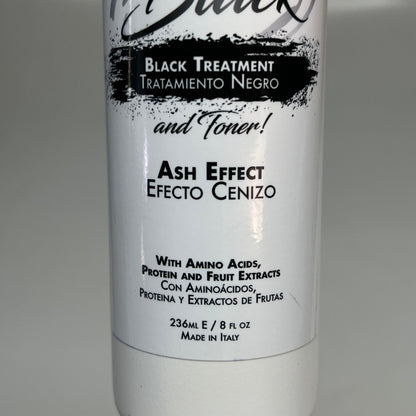 Black
BLACK TREATMENT
TRATAMIENTO NEGRO
and Toner!
ASH EFFECT
EFECTO CENIZO
WITH AMINO ACIDS,
PROTEIN AND FRUIT EXTRACTS
CON AMINOÁCIDOS,
PROTEINA Y EXTRACTOS DE FRUTAS
236ML E / 8 FL OZ
MADE IN ITALY